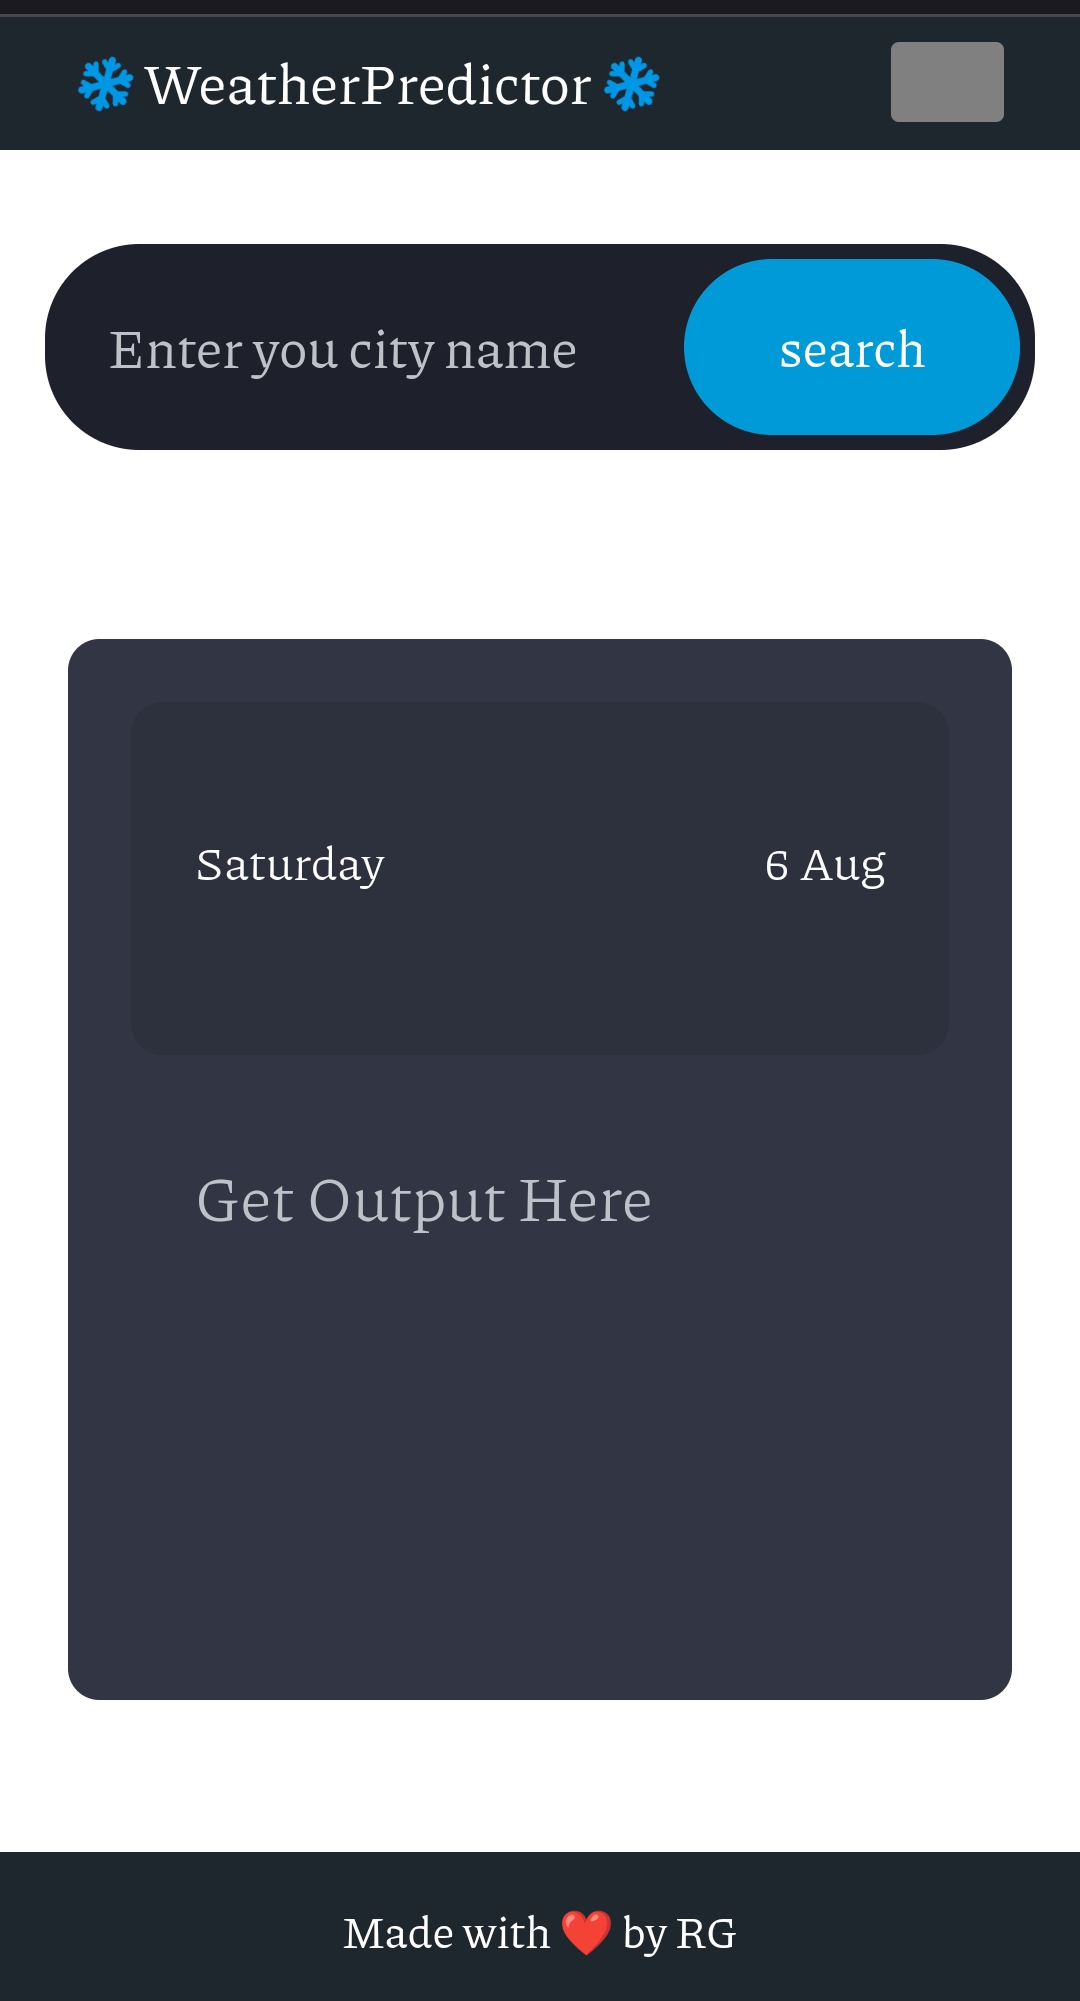 ❄️ WeatherPredictor ❄️
Enter you city name
search
Saturday
6 Aug
Get Output Here
Made with ❤️ by RG